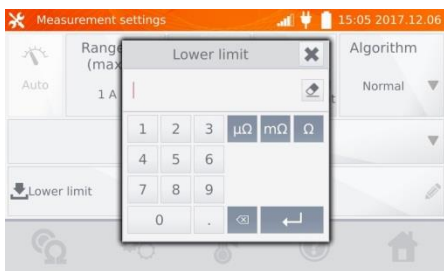 Measurement settings 15:05 2017.12.06
Range Lower limit Algorithm
(max
Auto 1 A t Normal
1 2 3 µΩ mΩ Ω
4 5 6
Lower limit 7 8 9
0 .